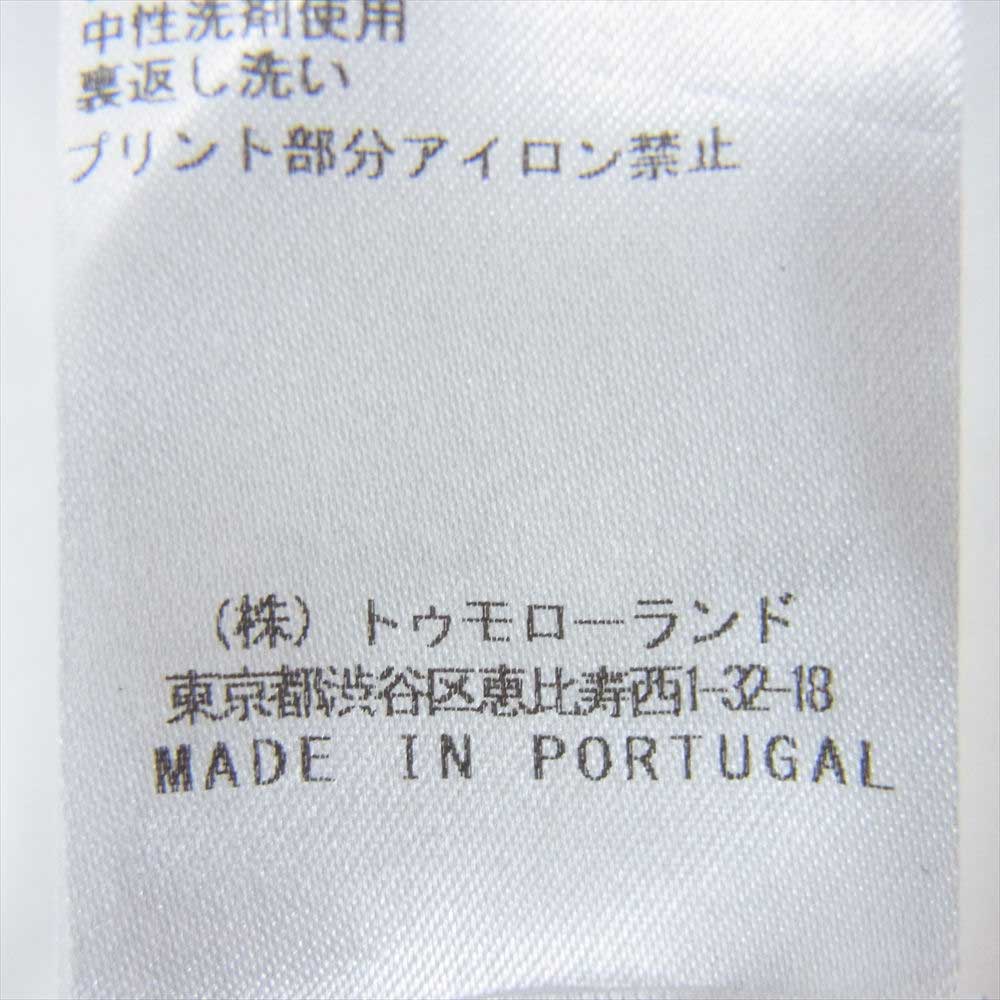 中性洗剤使用
裏返し洗い
プリント部分アイロン禁止
(株) トゥモローランド
東京都渋谷区恵比寿西1-32-18
MADE IN PORTUGAL